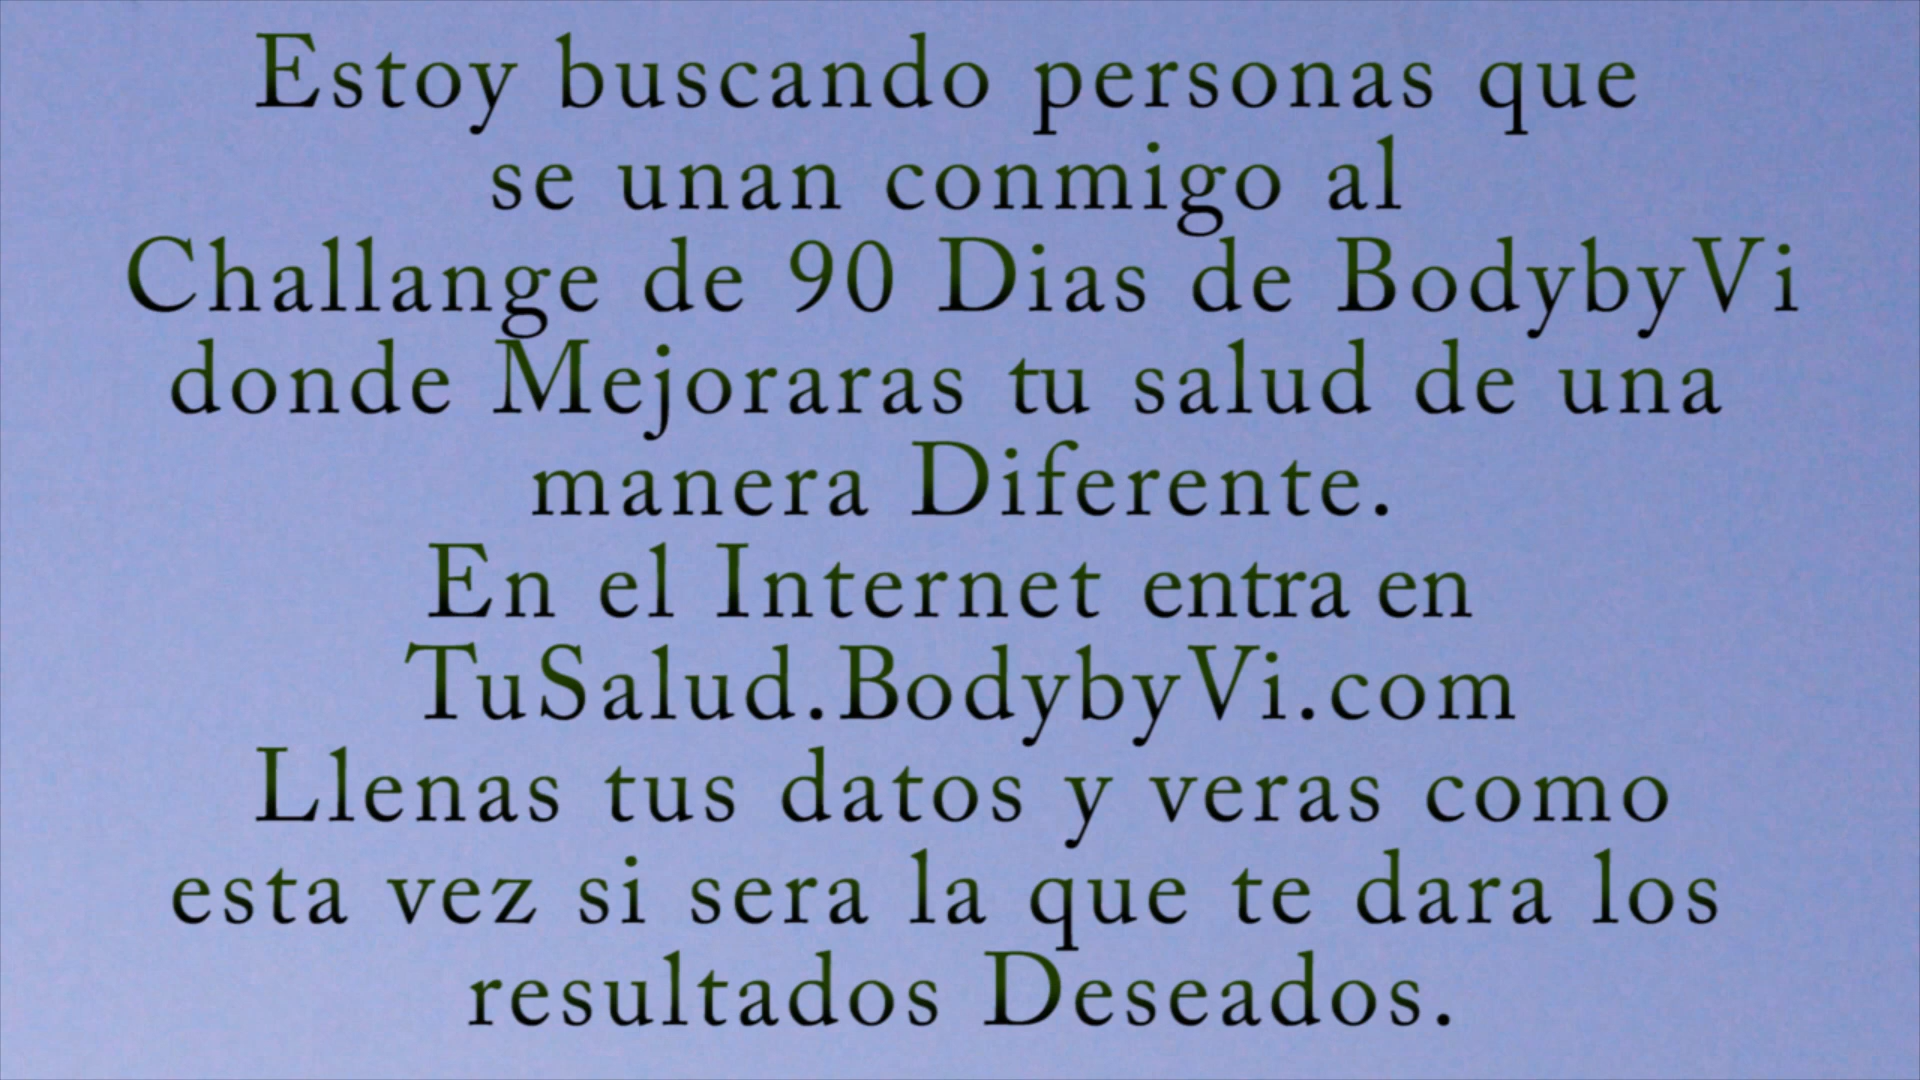 Estoy buscando personas que
se unan conmigo al
Challange de 90 Dias de BodybyVi
donde Mejoraras tu salud de una
manera Diferente.
En el Internet entra en
TuSalud.BodybyVi.com
Llenas tus datos y veras como
esta vez si sera la que te dara los
resultados Deseados.